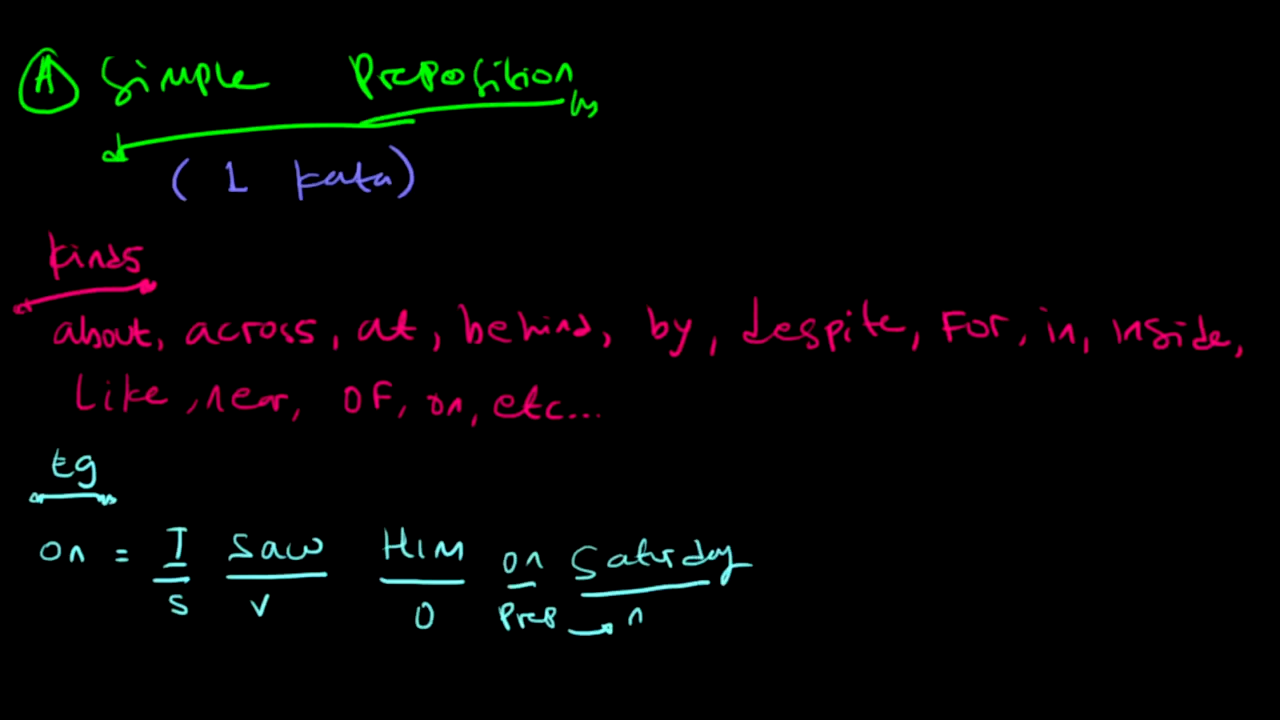 A Simple Preposition
( 1 kata)
kinds
about, across, at, behind, by, despite, For, in, inside,
Like, near, OF, on, etc...
eg
on = I saw HIM on Saturday
S V O Prep n